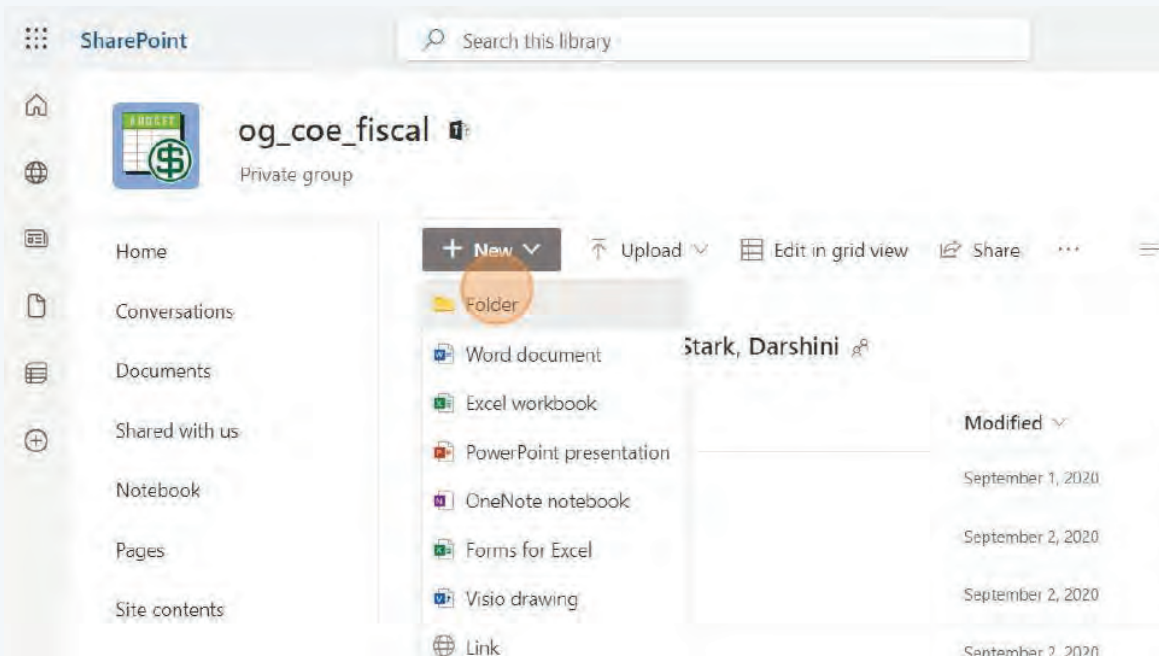 SharePoint
Search this library
BUDGET
og_coe_fiscal
Private group
Home
Conversations
Documents
Shared with us
Notebook
Pages
Site contents
+ New
Upload
Edit in grid view
Share
...
Folder
Word document
Excel workbook
PowerPoint presentation
OneNote notebook
Forms for Excel
Visio drawing
Link
Stark, Darshini
Modified
September 1, 2020
September 2, 2020
September 2, 2020
September 2, 2020